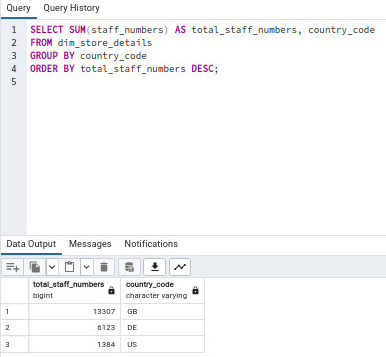 Query Query History
1 SELECT SUM(staff_numbers) AS total_staff_numbers, country_code
2 FROM dim_store_details
3 GROUP BY country_code
4 ORDER BY total_staff_numbers DESC;
5
Data Output Messages Notifications
total_staff_numbers country_code
bigint character varying
1 13307 GB
2 6123 DE
3 1384 US